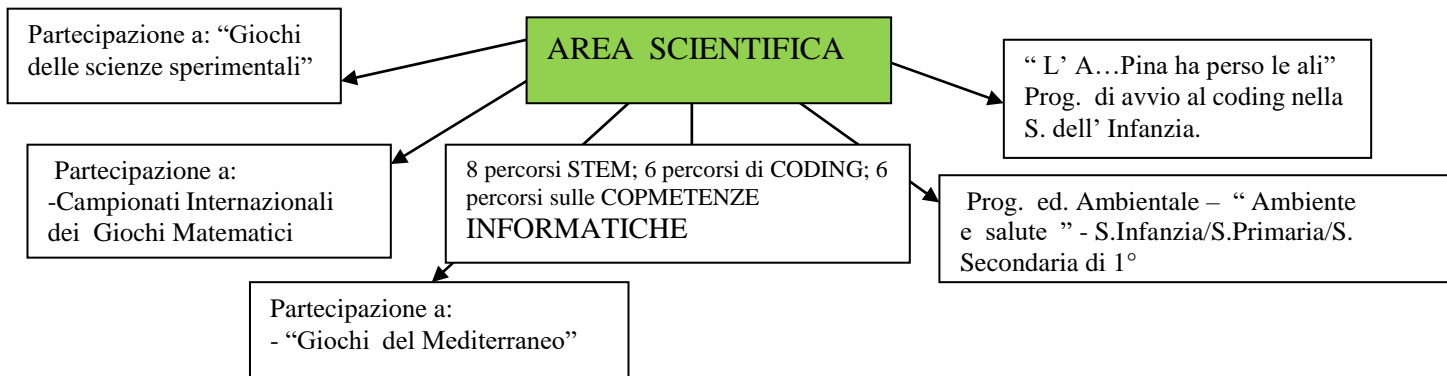 AREA SCIENTIFICA
Partecipazione a: “Giochi
delle scienze sperimentali”
“ L’ A…Pina ha perso le ali”
Prog. di avvio al coding nella
S. dell’ Infanzia.
Partecipazione a:
-Campionati Internazionali
dei Giochi Matematici
8 percorsi STEM; 6 percorsi di CODING; 6
percorsi sulle COPMETENZE
INFORMATICHE
Prog. ed. Ambientale – “ Ambiente
e salute ” - S.Infanzia/S.Primaria/S.
Secondaria di 1°
Partecipazione a:
- “Giochi del Mediterraneo”